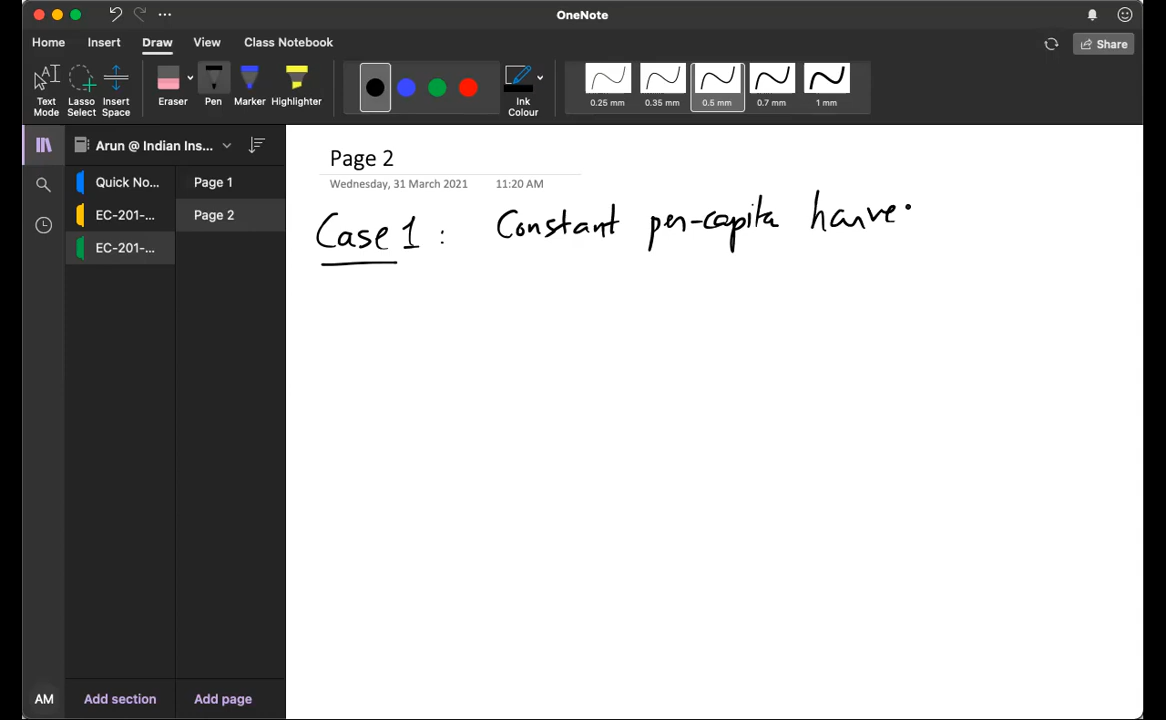 OneNote
Home Insert Draw View Class Notebook
Share
Text Mode
Lasso Select
Insert Space
Eraser
Pen
Marker
Highlighter
Ink Colour
0.25 mm
0.35 mm
0.5 mm
0.7 mm
1 mm
Arun @ Indian Ins...
Quick No...
EC-201-...
EC-201-...
Page 1
Page 2
Page 2
Wednesday, 31 March 2021 11:20 AM
Case 1 : Constant per-capita harve
AM
Add section
Add page